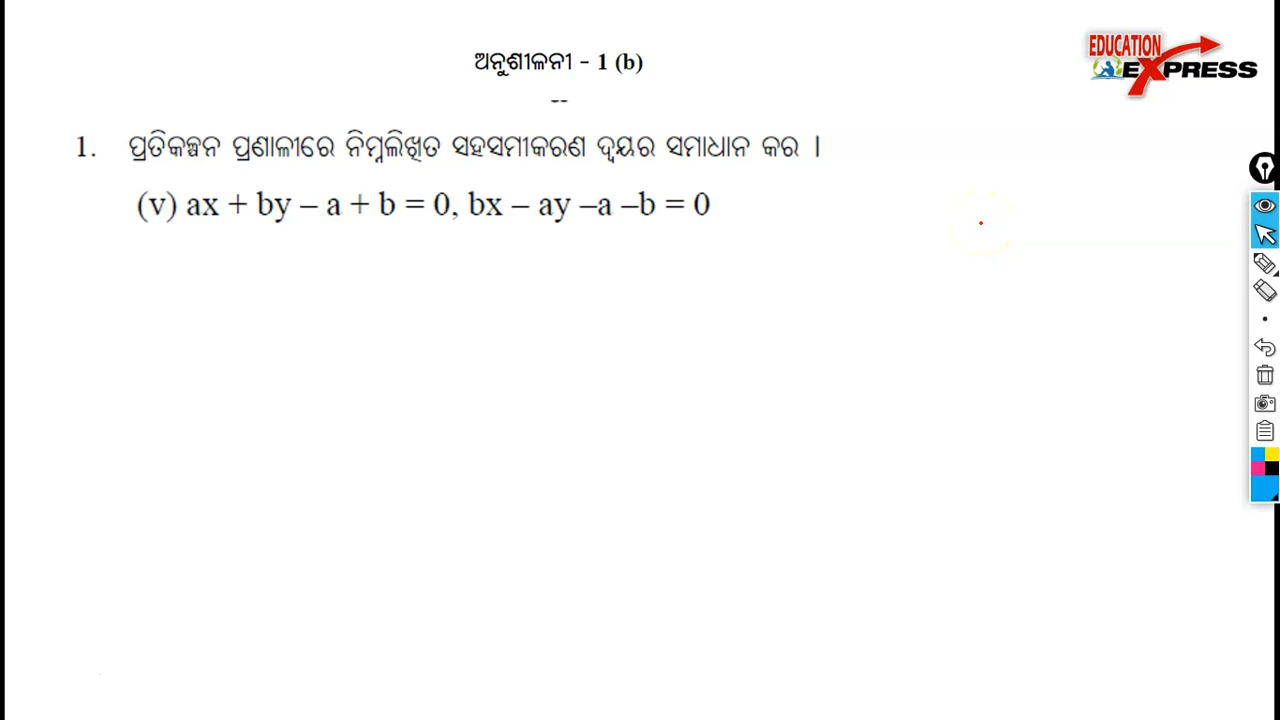 ଅନୁଶୀଳନୀ - 1 (b)
EDUCATION
EXPRESS
--
1. ପ୍ରତିକଳ୍ପନ ପ୍ରଣାଳୀରେ ନିମ୍ନଲିଖିତ ସହସମୀକରଣ ଦ୍ୱୟର ସମାଧାନ କର ।
(v) ax + by – a + b = 0, bx – ay –a –b = 0